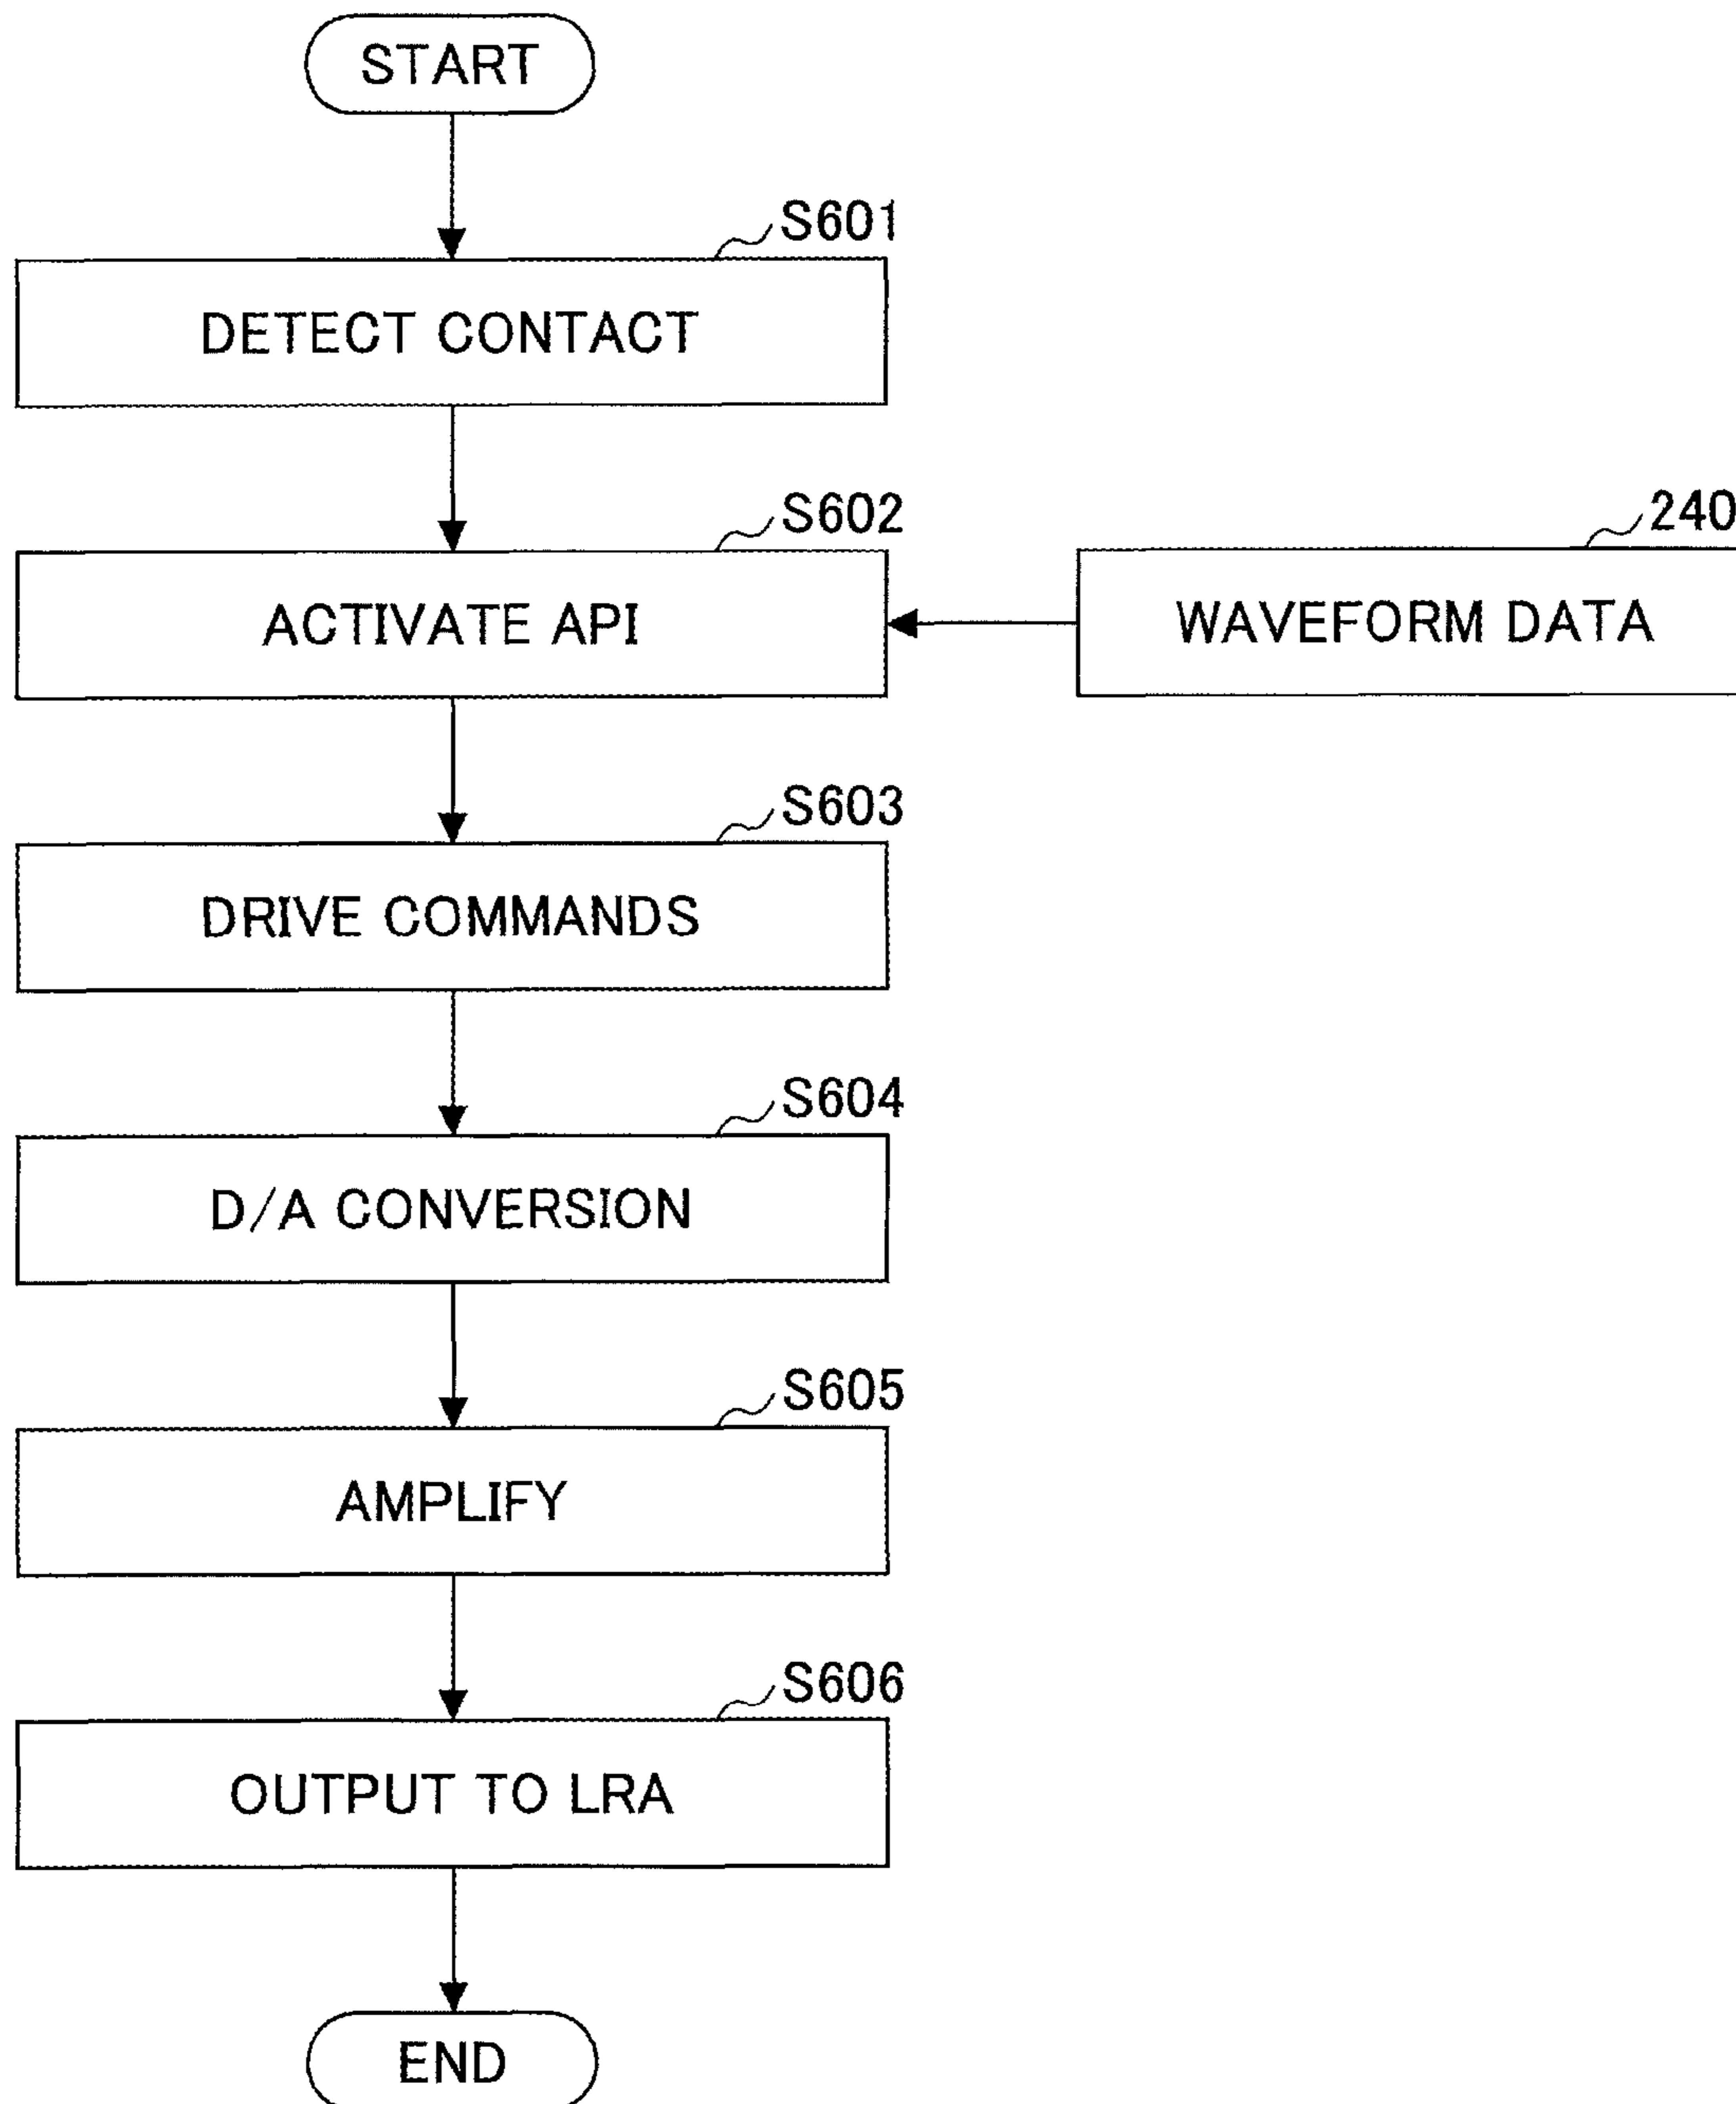 START
S601
DETECT CONTACT
S602
ACTIVATE API
240
WAVEFORM DATA
S603
DRIVE COMMANDS
S604
D/A CONVERSION
S605
AMPLIFY
S606
OUTPUT TO LRA
END